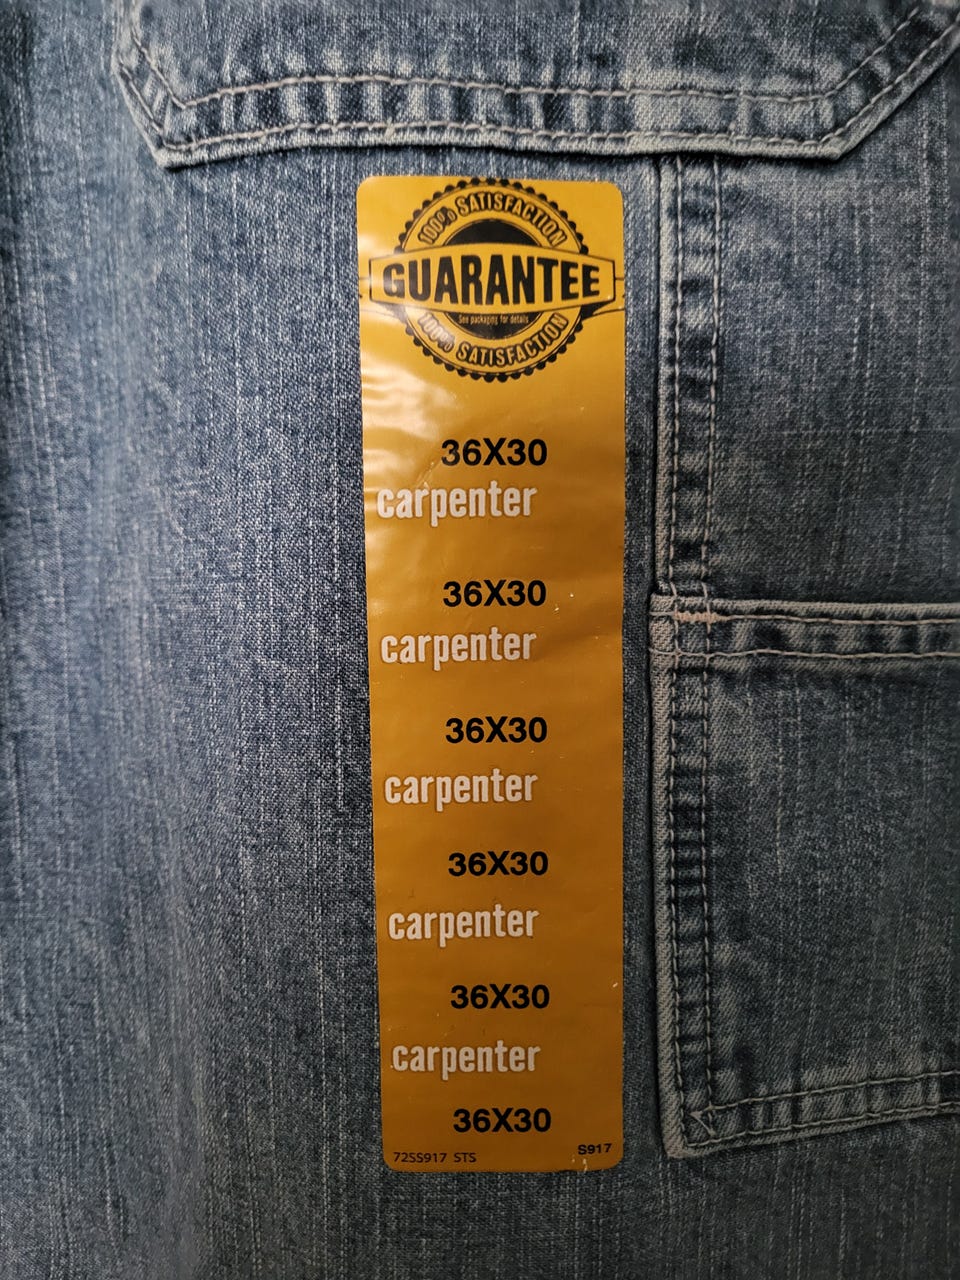 100% SATISFACTION
GUARANTEE
See packaging for details
100% SATISFACTION
36X30
carpenter
36X30
carpenter
36X30
carpenter
36X30
carpenter
36X30
carpenter
36X30
72SS917 STS
S917